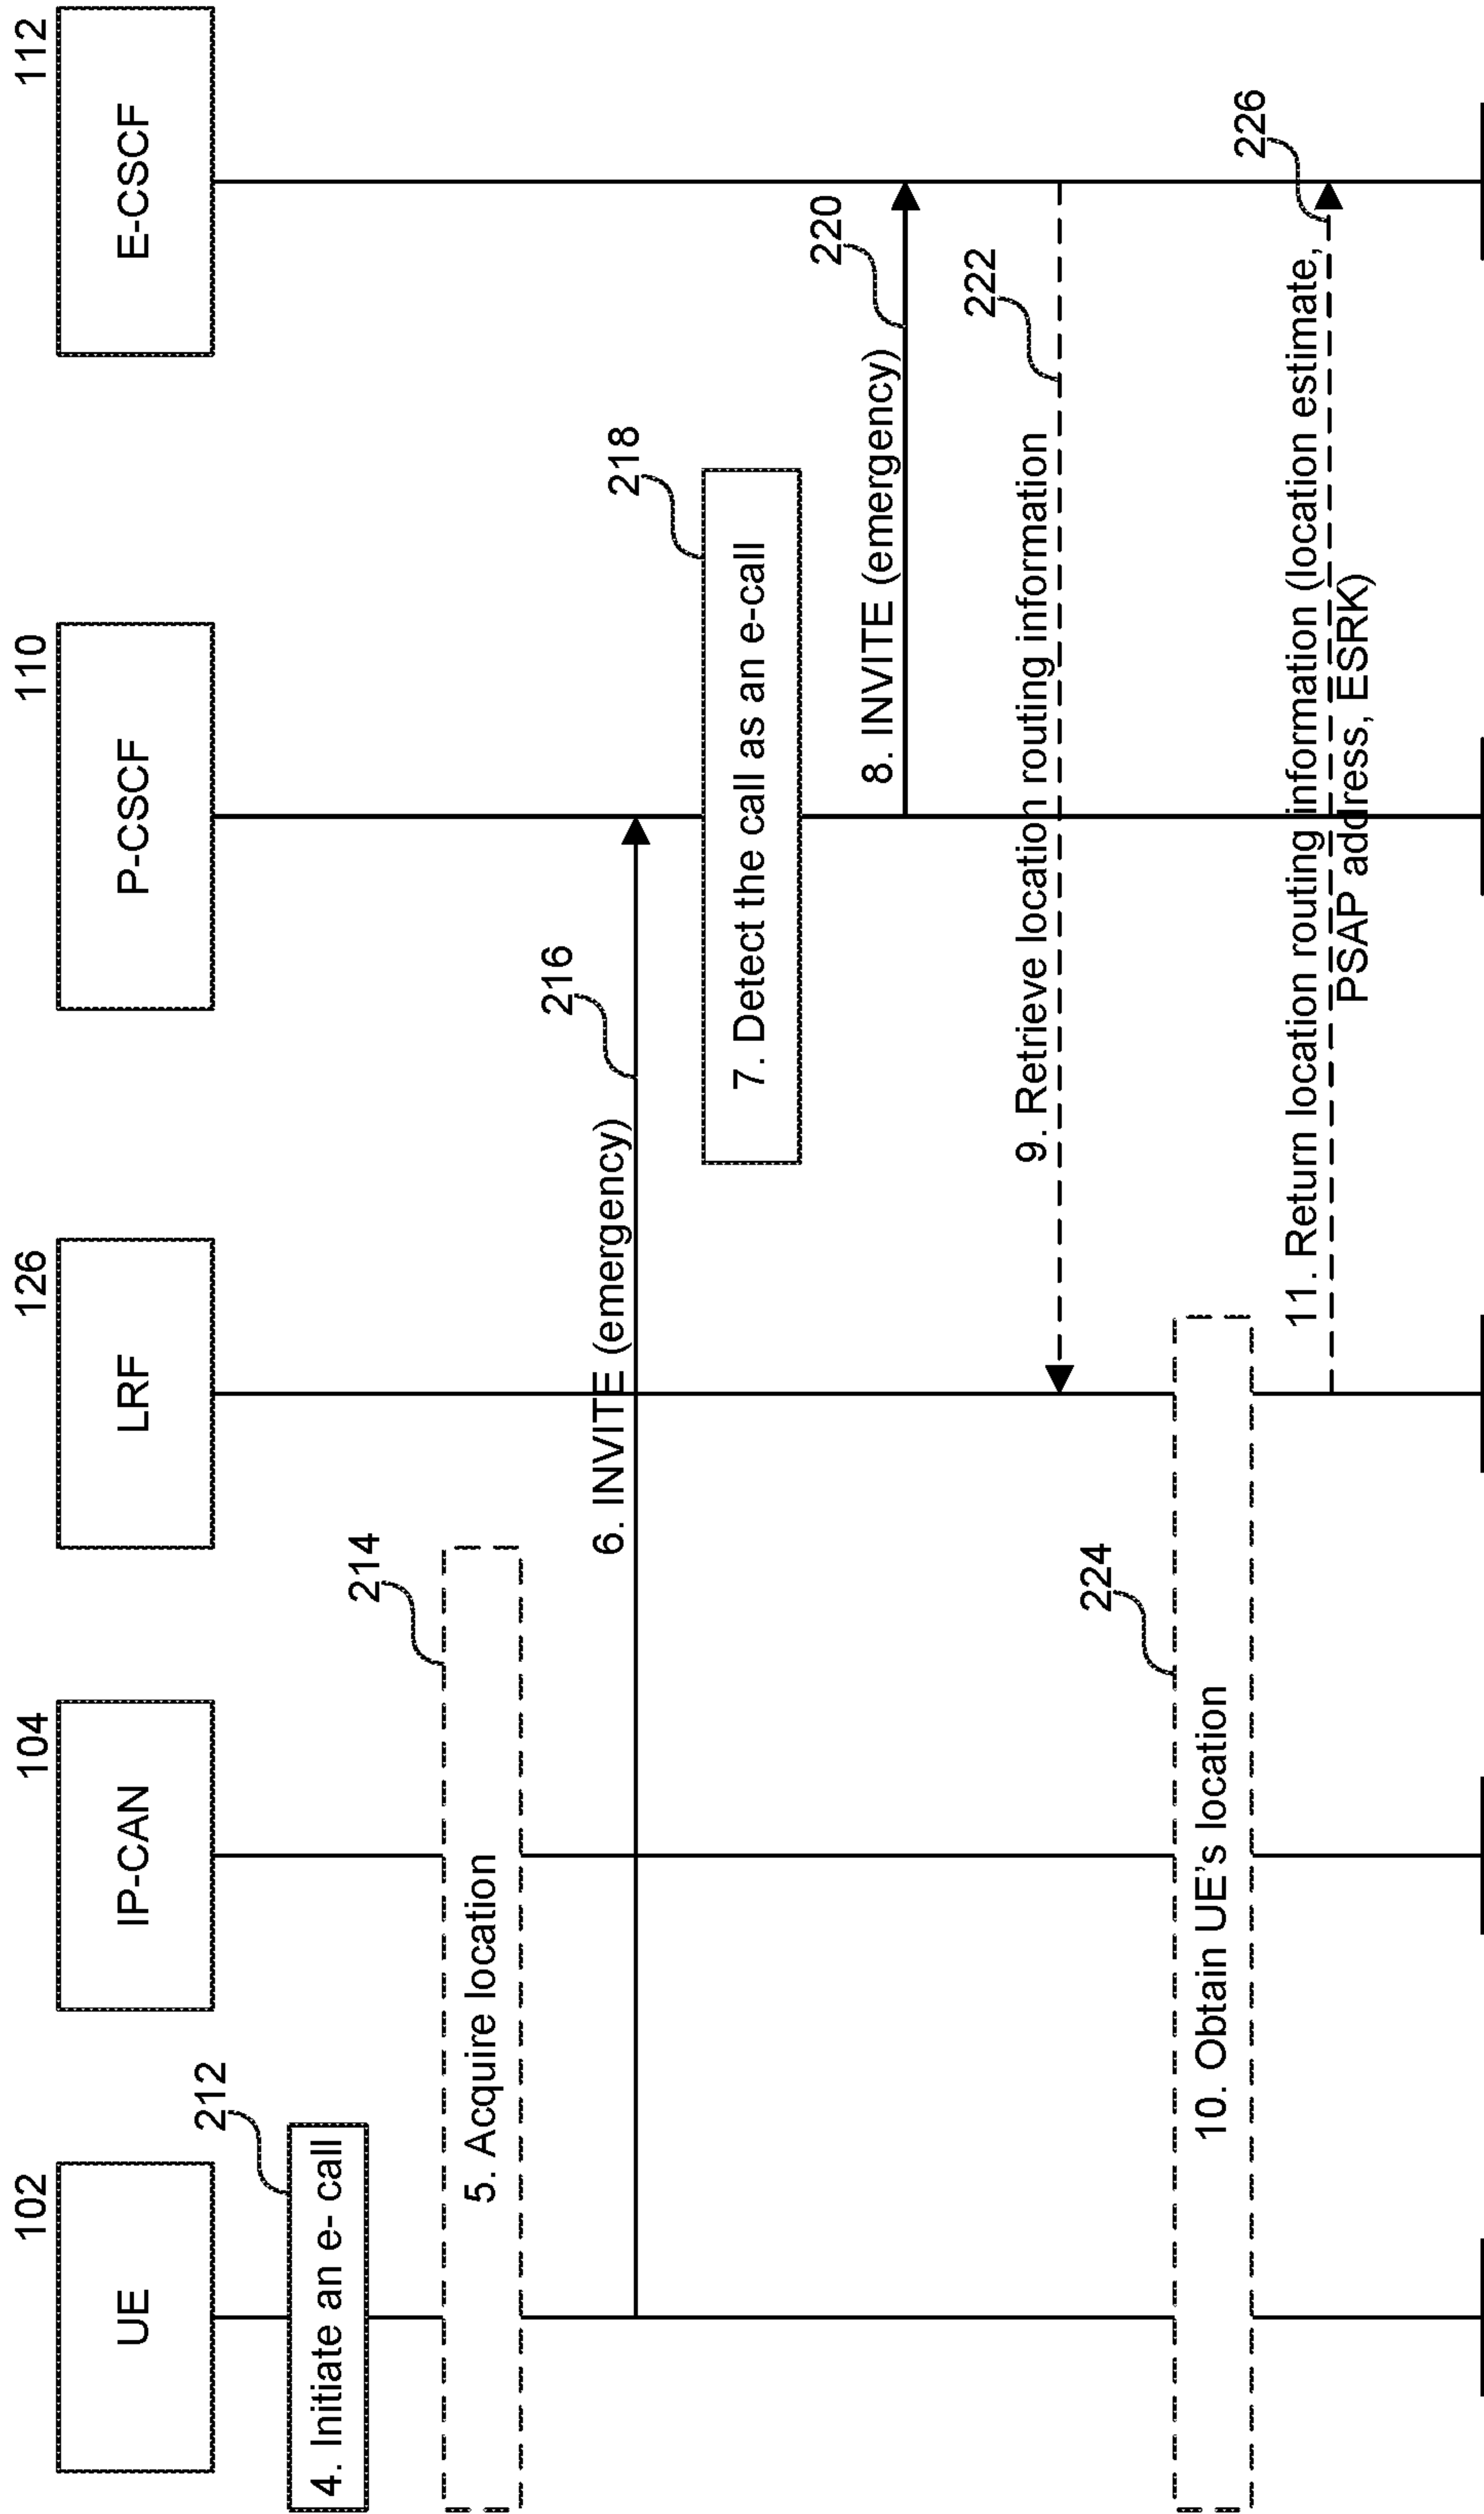 102
104
126
110
112
UE
IP-CAN
LRF
P-CSCF
E-CSCF
212
4. Initiate an e- call
214
5. Acquire location
216
6. INVITE (emergency)
218
7. Detect the call as an e-call
220
8. INVITE (emergency)
222
9. Retrieve location routing information
224
10. Obtain UE's location
226
11. Return location routing information (location estimate,
PSAP address, ESRK)